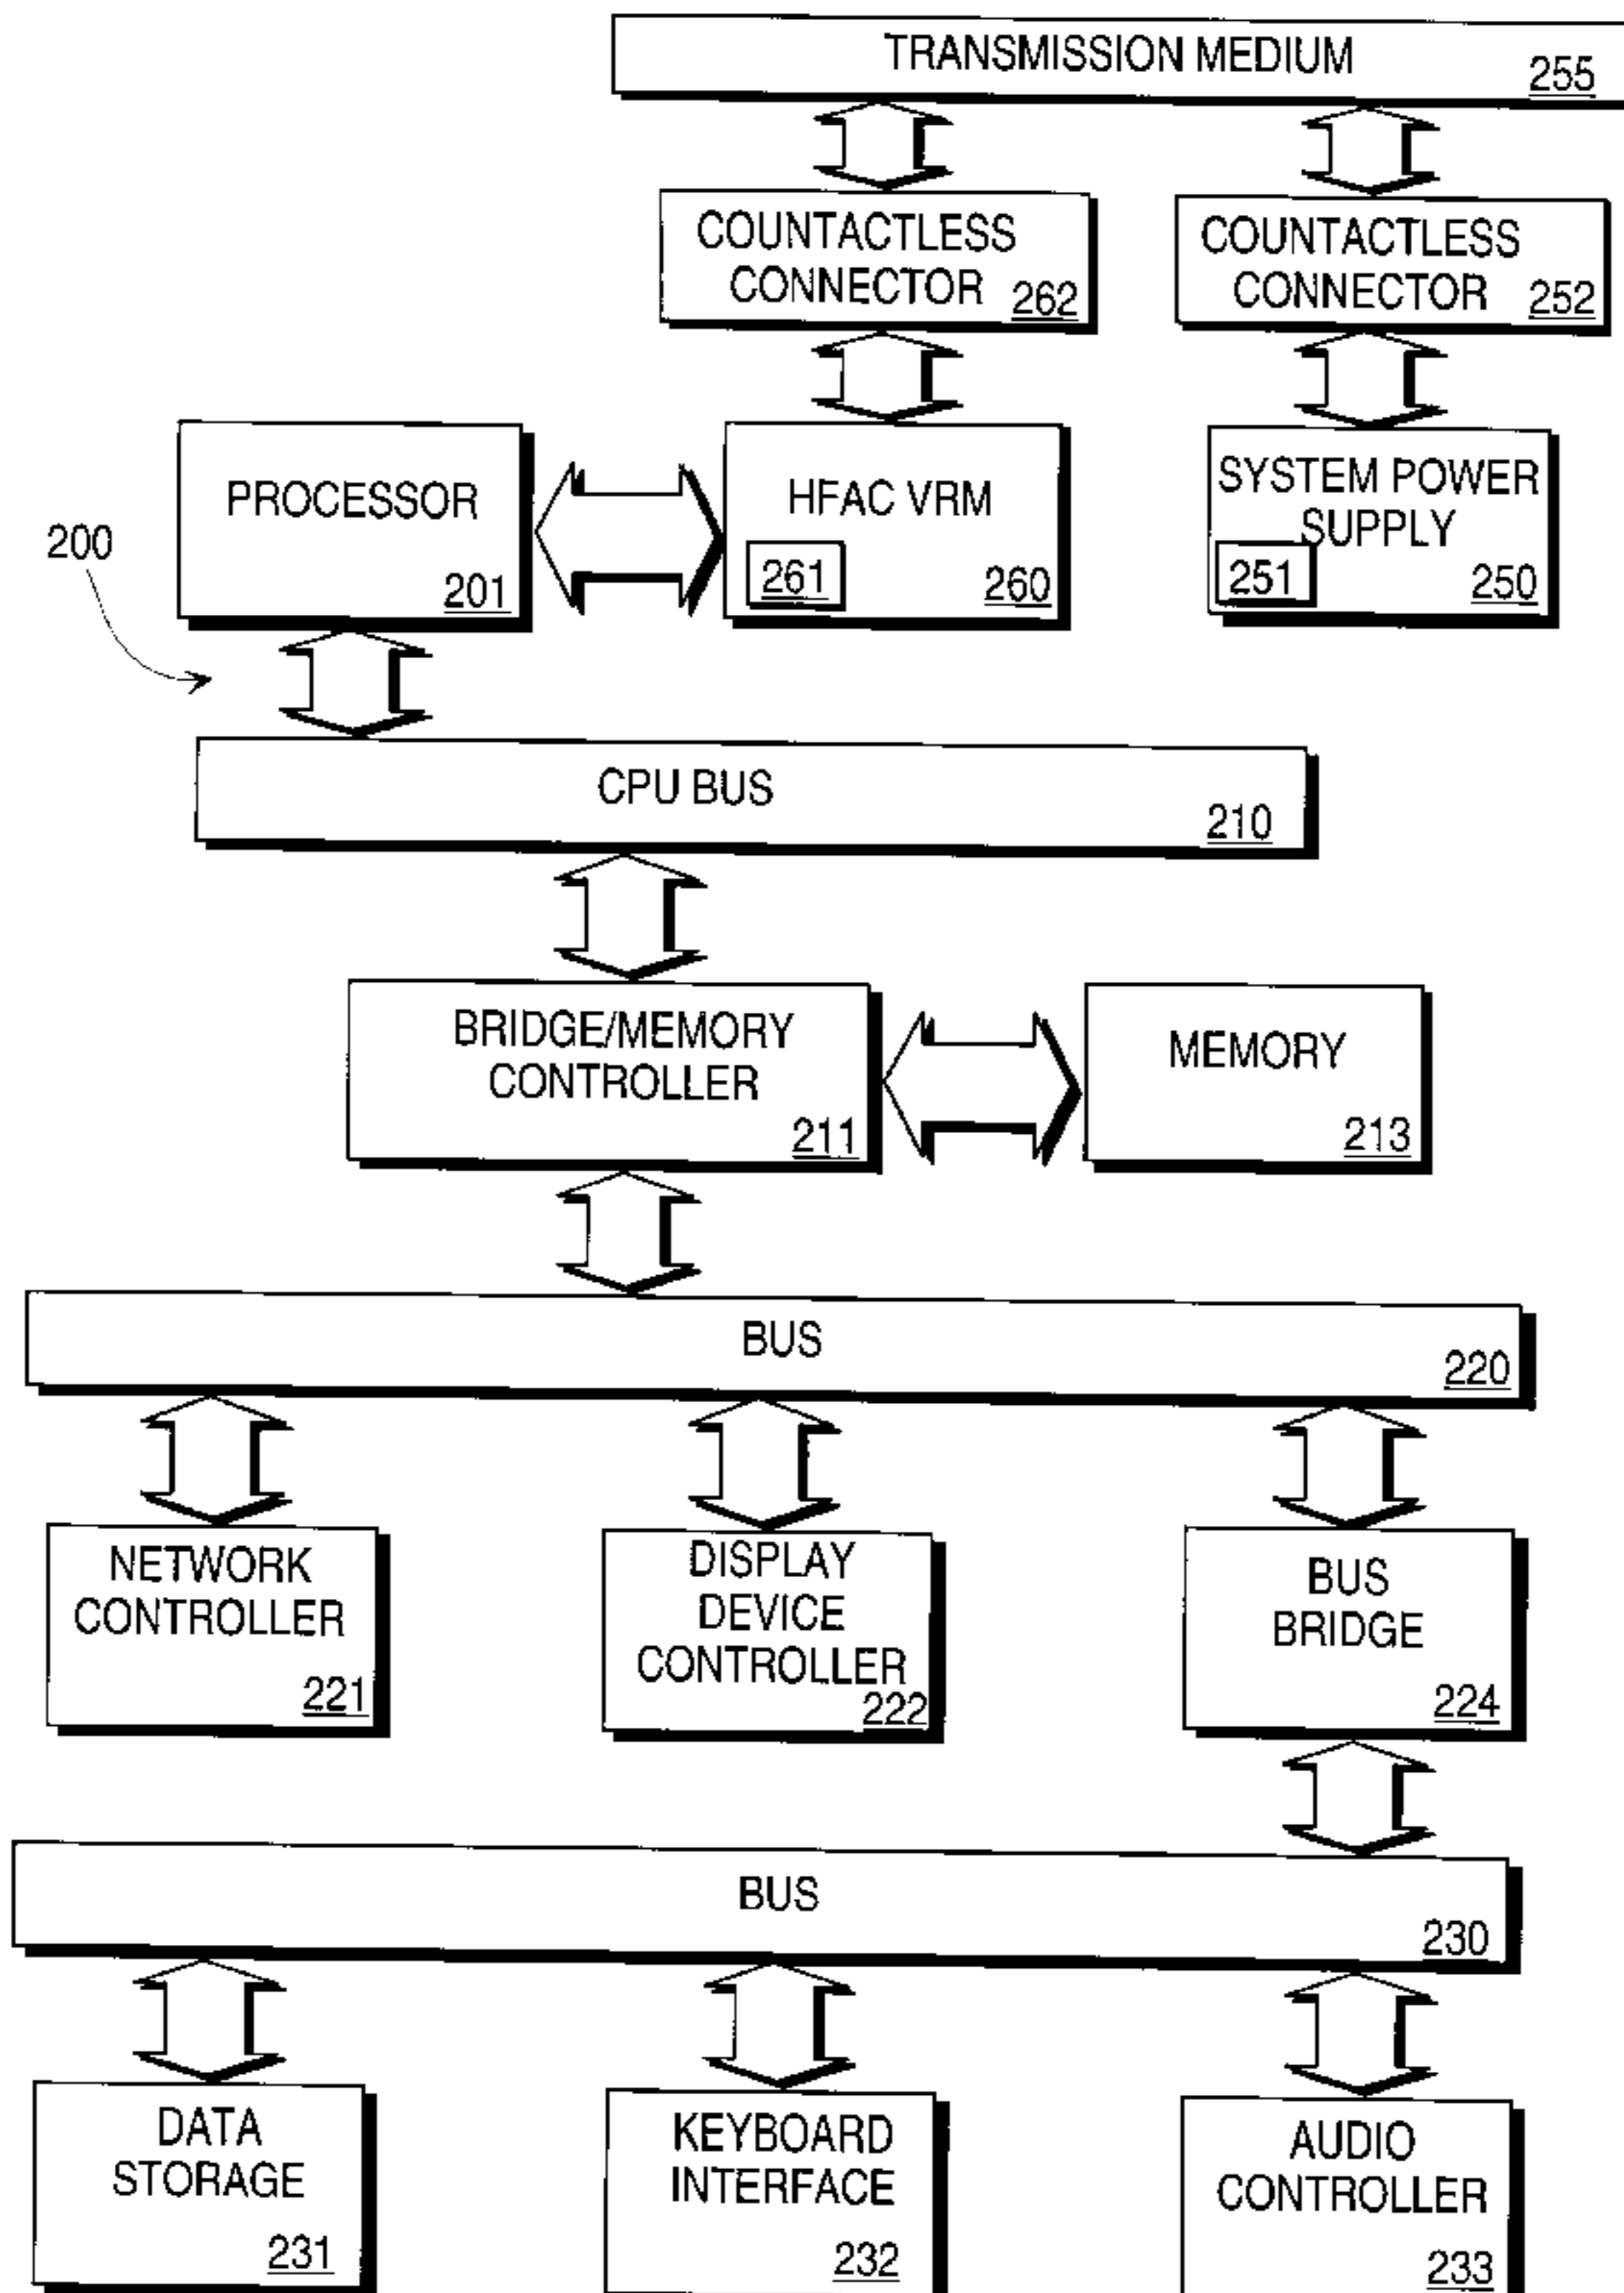 TRANSMISSION MEDIUM
255
COUNTACTLESS
CONNECTOR
262
COUNTACTLESS
CONNECTOR
252
PROCESSOR
201
HFAC VRM
261
260
SYSTEM POWER
SUPPLY
251
250
200
CPU BUS
210
BRIDGE/MEMORY
CONTROLLER
211
MEMORY
213
BUS
220
NETWORK
CONTROLLER
221
DISPLAY
DEVICE
CONTROLLER
222
BUS
BRIDGE
224
BUS
230
DATA
STORAGE
231
KEYBOARD
INTERFACE
232
AUDIO
CONTROLLER
233